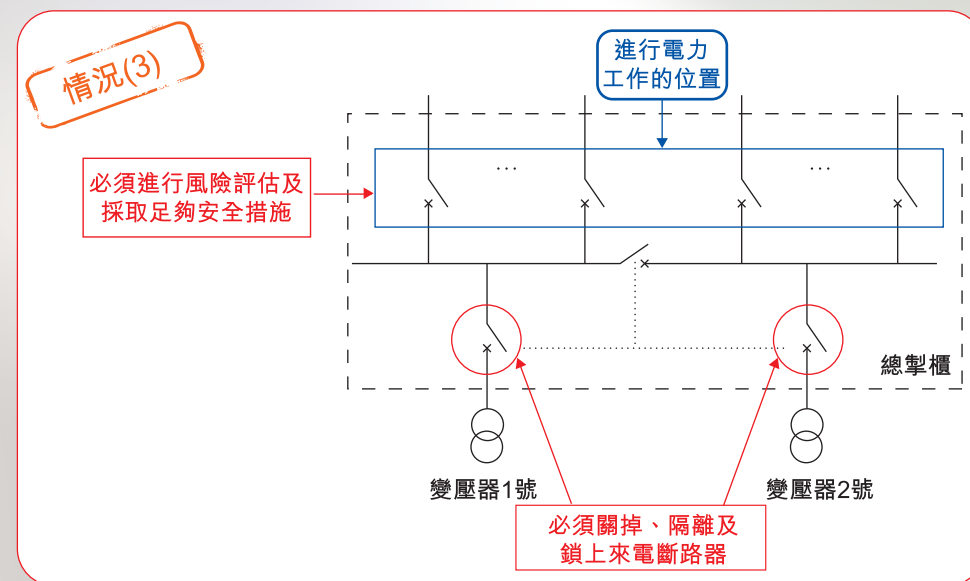 情況(3)
進行電力
工作的位置
必須進行風險評估及
採取足夠安全措施
...
...
總掣櫃
變壓器1號
變壓器2號
必須關掉、隔離及
鎖上來電斷路器